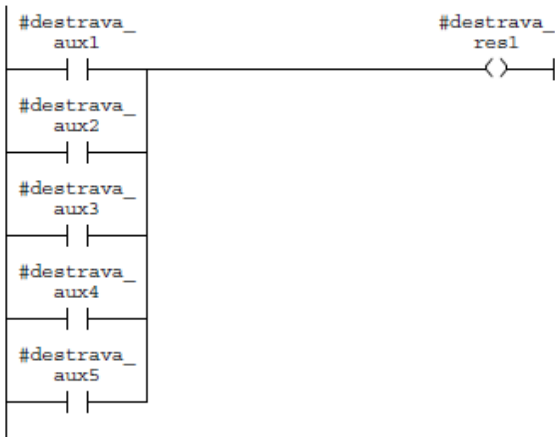 #destrava_
aux1
#destrava_
res1
#destrava_
aux2
#destrava_
aux3
#destrava_
aux4
#destrava_
aux5